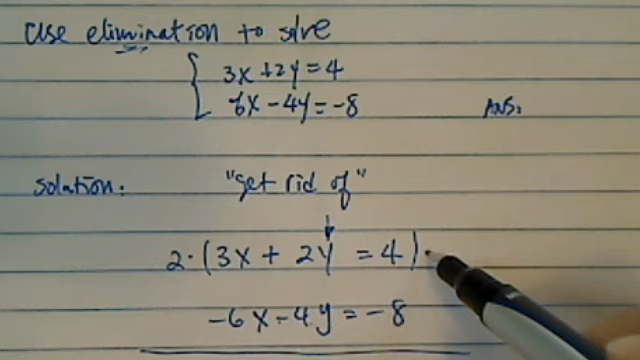 Use elimination to solve
3x + 2y = 4
-6x - 4y = -8
Ans:
Solution: "get rid of"
2·(3x + 2y = 4)·
-6x - 4y = -8